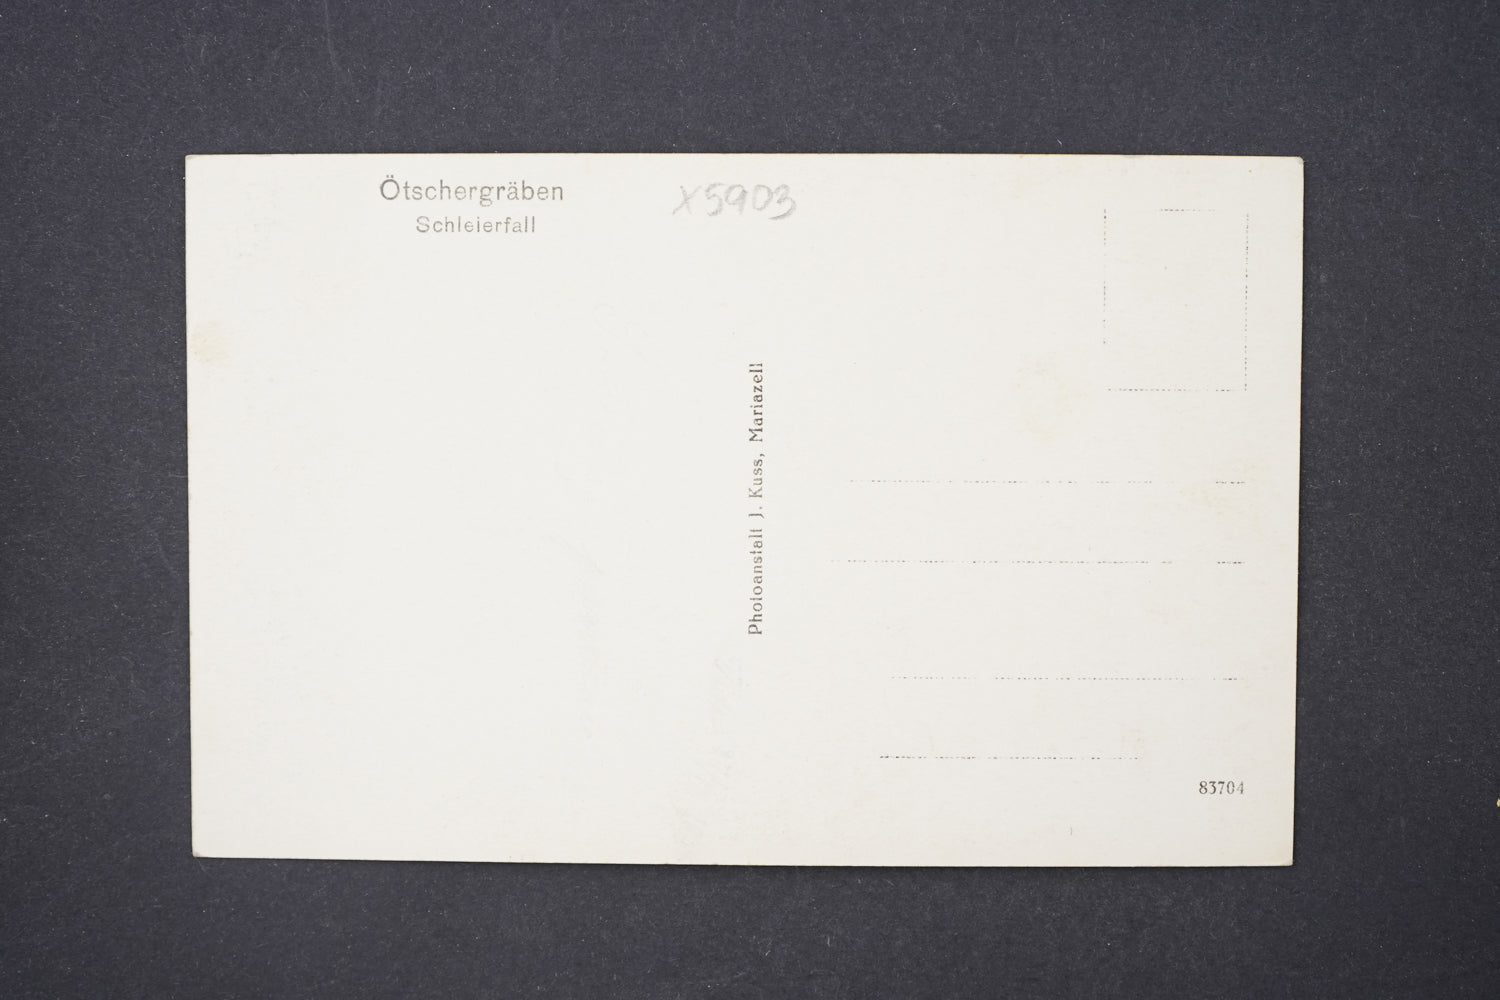 Ötschergräben
Schleierfall
X5903
Photoanstalt J. Kuss, Mariazell
83704